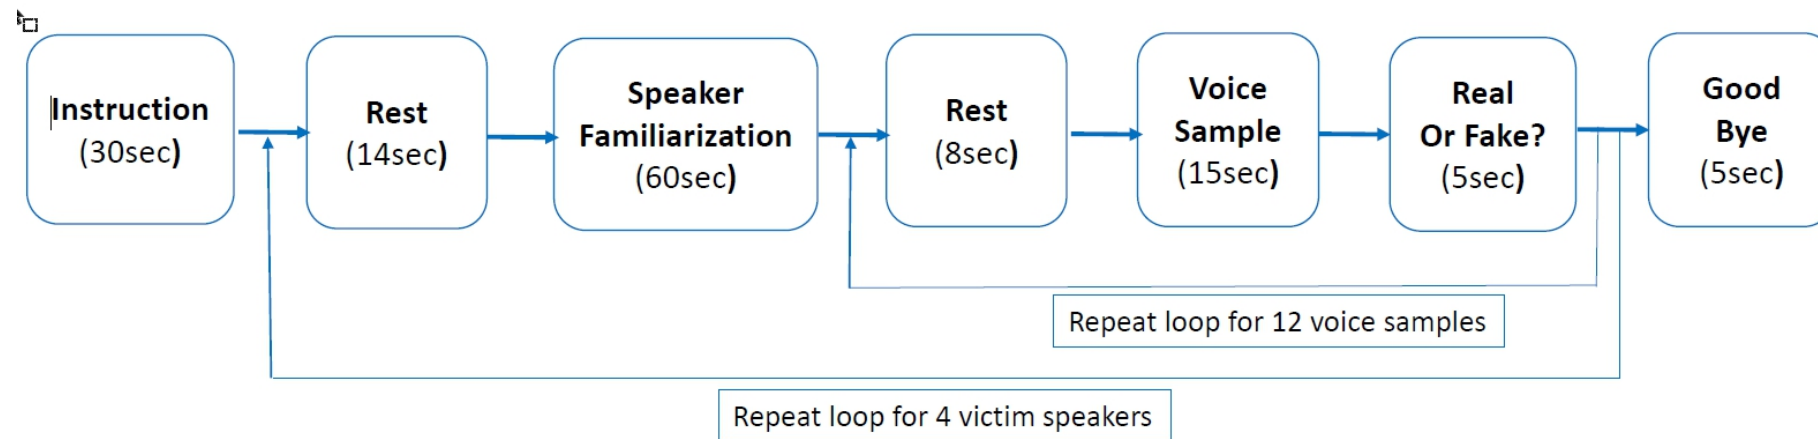 Instruction
(30sec)
Rest
(14sec)
Speaker
Familiarization
(60sec)
Rest
(8sec)
Voice
Sample
(15sec)
Real
Or Fake?
(5sec)
Good
Bye
(5sec)
Repeat loop for 12 voice samples
Repeat loop for 4 victim speakers